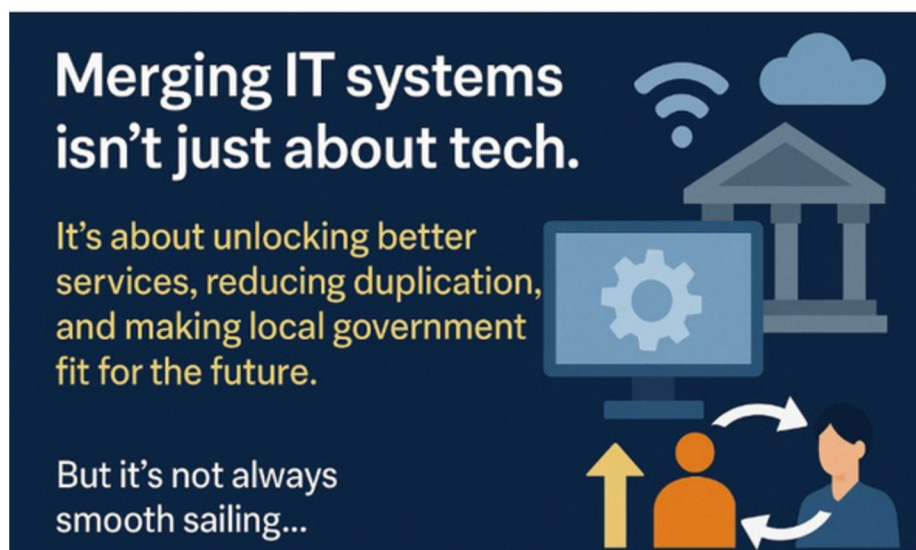 Merging IT systems
isn't just about tech.
It's about unlocking better
services, reducing duplication,
and making local government
fit for the future.
But it's not always
smooth sailing...